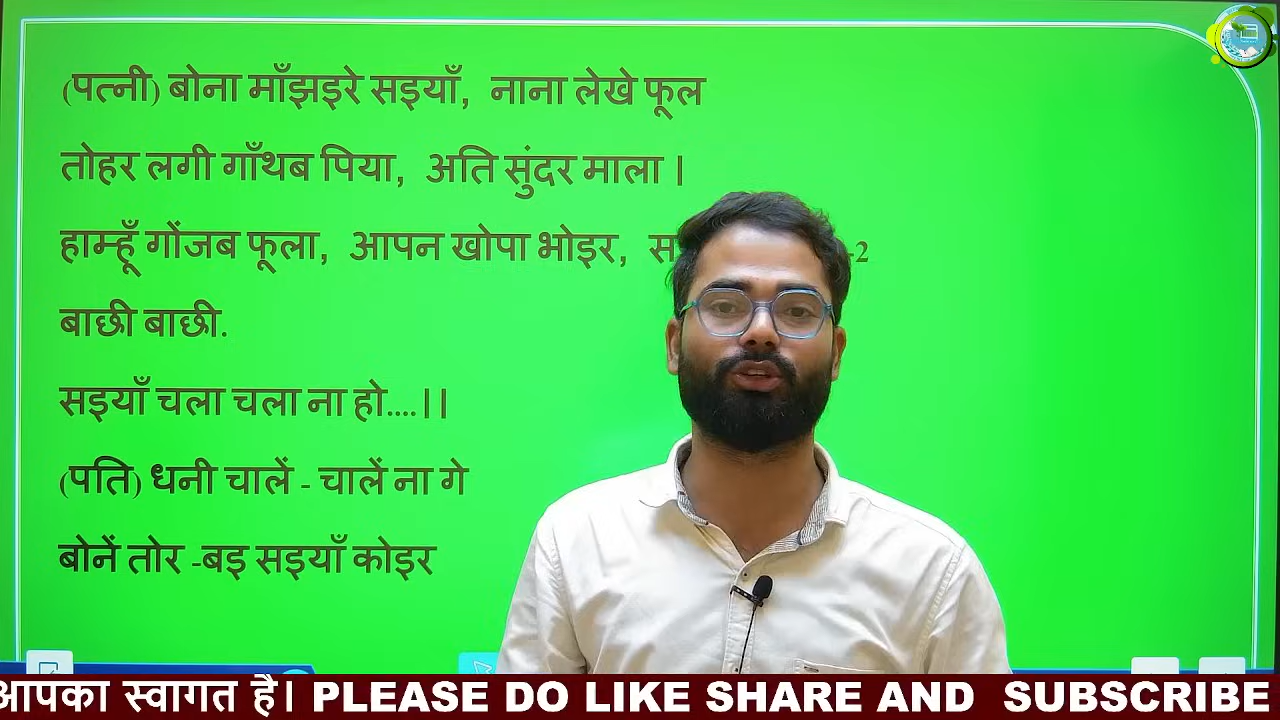 (पत्नी) बोना माँझइरे सइयाँ, नाना लेखे फूल
तोहर लगी गाँथब पिया, अति सुंदर माला |
हाम्हूँ गोंजब फूला, आपन खोपा भोइर, -2
बाछी बाछी.
सइयाँ चला चला ना हो....||
(पति) धनी चालें - चालें ना गे
बोनें तोर -बइ सइयाँ कोइर
आपका स्वागत है। PLEASE DO LIKE SHARE AND SUBSCRIBE